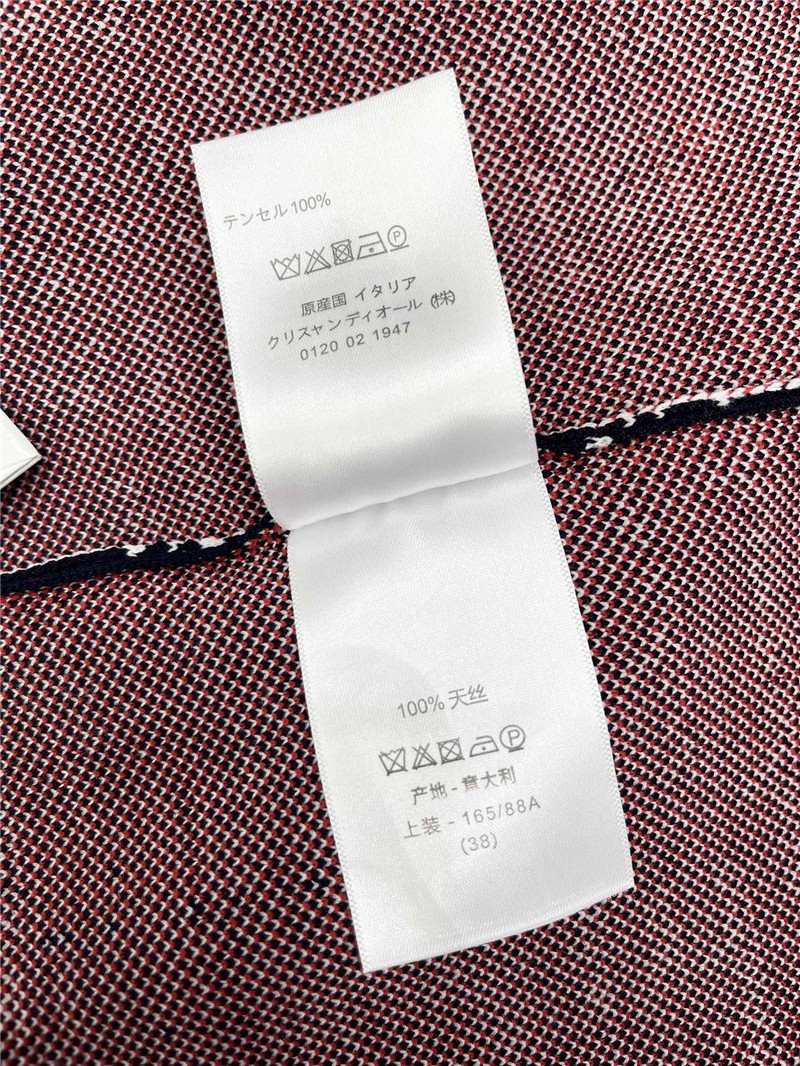 テンセル100%
P
原産国 イタリア
クリスャンディオール (株)
0120 02 1947
100% 天丝
P
产地 - 意大利
上装 - 165/88A
(38)